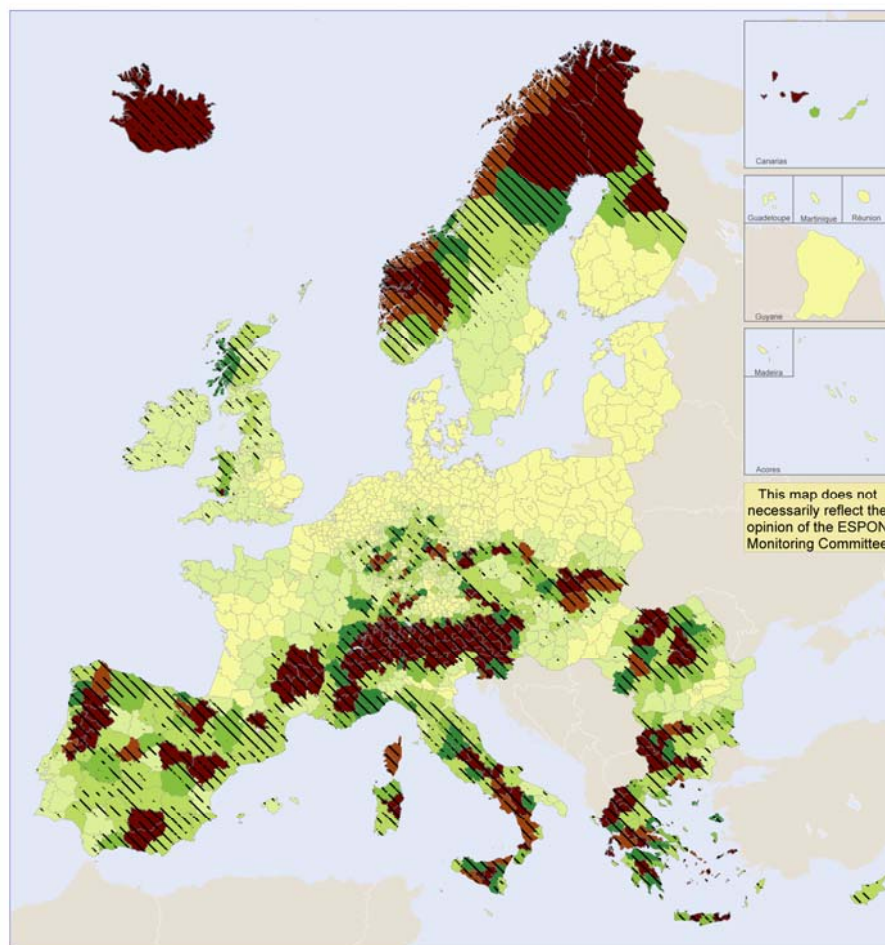 Canarias
Guadeloupe
Martinique
Réunion
Guyane
Madeira
Acores
This map does not
necessarily reflect the
opinion of the ESPON
Monitoring Committee